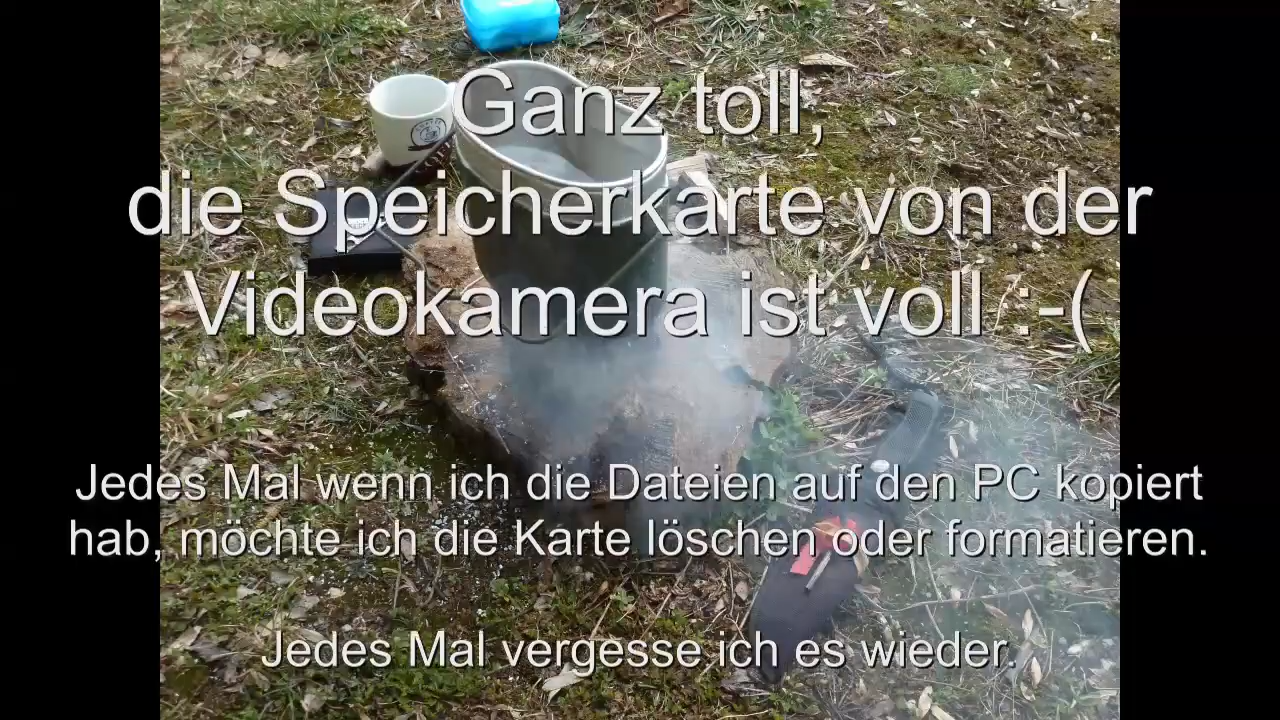 Ganz toll,
die Speicherkarte von der
Videokamera ist voll :-(
Jedes Mal wenn ich die Dateien auf den PC kopiert
hab, möchte ich die Karte löschen oder formatieren.
Jedes Mal vergesse ich es wieder.